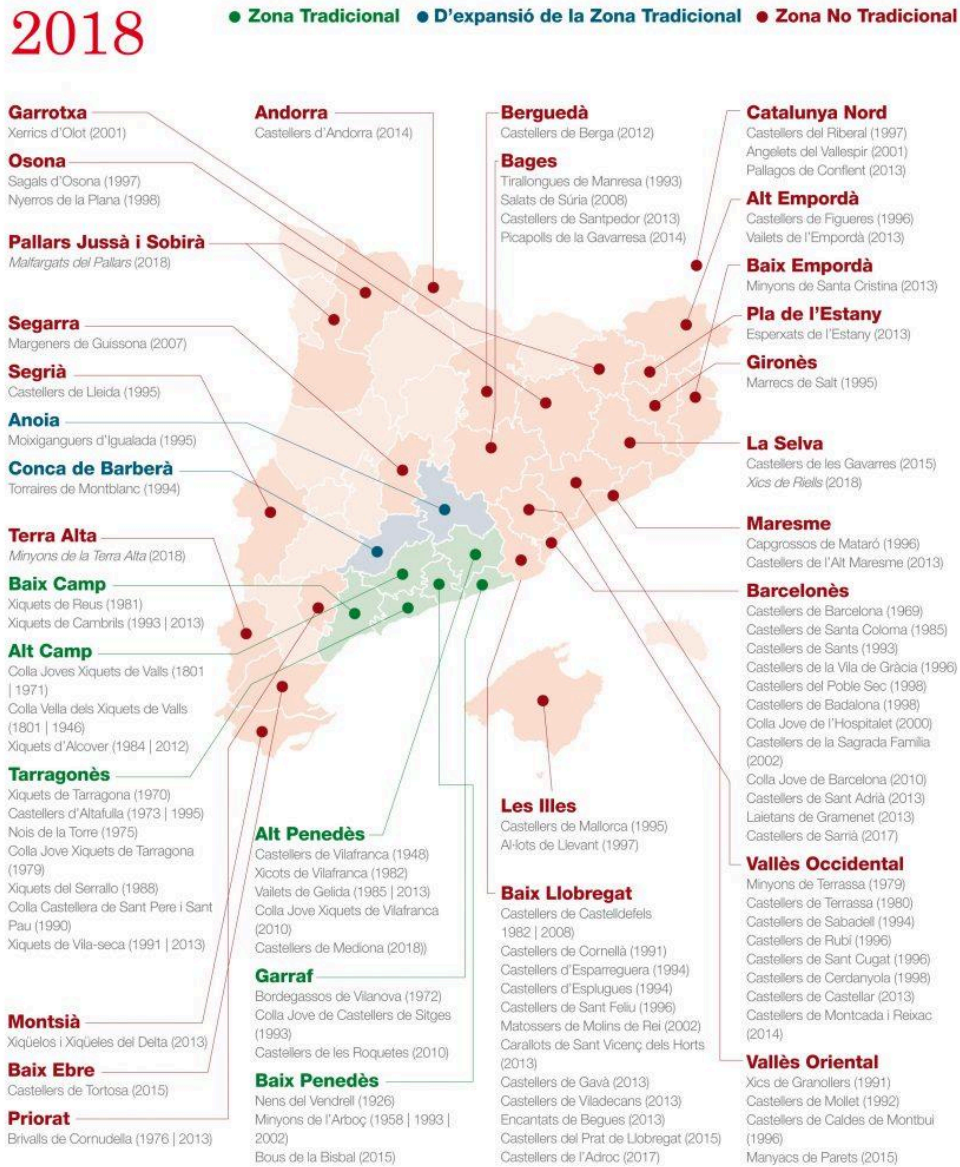 2018
Zona Tradicional
D'expansió de la Zona Tradicional
Zona No Tradicional
Garrotxa
Xerrics d'Olot (2001)
Osona
Sagals d'Osona (1997)
Nyerros de la Plana (1998)
Pallars Jussà i Sobirà
Malfargats del Pallars (2018)
Segarra
Margeners de Guissona (2007)
Segrià
Castellers de Lleida (1995)
Anoia
Moixiganguers d'Igualada (1995)
Conca de Barberà
Torraires de Montblanc (1994)
Terra Alta
Minyons de la Terra Alta (2018)
Baix Camp
Xiquets de Reus (1981)
Xiquets de Cambrils (1993 | 2013)
Alt Camp
Colla Joves Xiquets de Valls (1801
| 1971)
Colla Vella dels Xiquets de Valls
(1801 | 1946)
Xiquets d'Alcover (1984 | 2012)
Tarragonès
Xiquets de Tarragona (1970)
Castellers d'Altafulla (1973 | 1995)
Nois de la Torre (1975)
Colla Jove Xiquets de Tarragona
(1979)
Xiquets del Serrallo (1988)
Colla Castellera de Sant Pere i Sant
Pau (1990)
Xiquets de Vila-seca (1991 | 2013)
Montsià
Xiqüelos i Xiqüeles del Delta (2013)
Baix Ebre
Castellers de Tortosa (2015)
Priorat
Brivalls de Cornudella (1976 | 2013)
Andorra
Castellers d'Andorra (2014)
Alt Penedès
Castellers de Vilafranca (1948)
Xicots de Vilafranca (1982)
Vailets de Gelida (1985 | 2013)
Colla Jove Xiquets de Vilafranca
(2010)
Castellers de Mediona (2018))
Garraf
Bordegassos de Vilanova (1972)
Colla Jove de Castellers de Sitges
(1993)
Castellers de les Roquetes (2010)
Baix Penedès
Nens del Vendrell (1926)
Minyons de l'Arboç (1958 | 1993 |
2002)
Bous de la Bisbal (2015)
Berguedà
Castellers de Berga (2012)
Bages
Tirallongues de Manresa (1993)
Salats de Súria (2008)
Castellers de Santpedor (2013)
Picapolls de la Gavarresa (2014)
Les Illes
Castellers de Mallorca (1995)
Al·lots de Llevant (1997)
Baix Llobregat
Castellers de Castelldefels
1982 | 2008)
Castellers de Cornellà (1991)
Castellers d'Esparreguera (1994)
Castellers d'Esplugues (1994)
Castellers de Sant Feliu (1996)
Matossers de Molins de Rei (2002)
Carallots de Sant Vicenç dels Horts
(2013)
Castellers de Gavà (2013)
Castellers de Viladecans (2013)
Encantats de Begues (2013)
Castellers del Prat de Llobregat (2015)
Castellers de l'Adroc (2017)
Catalunya Nord
Castellers del Riberal (1997)
Angelets del Vallespir (2001)
Pallagos de Conflent (2013)
Alt Empordà
Castellers de Figueres (1996)
Vailets de l'Empordà (2013)
Baix Empordà
Minyons de Santa Cristina (2013)
Pla de l'Estany
Esperxats de l'Estany (2013)
Gironès
Marrecs de Salt (1995)
La Selva
Castellers de les Gavarres (2015)
Xics de Riells (2018)
Maresme
Capgrossos de Mataró (1996)
Castellers de l'Alt Maresme (2013)
Barcelonès
Castellers de Barcelona (1969)
Castellers de Santa Coloma (1985)
Castellers de Sants (1993)
Castellers de la Vila de Gràcia (1996)
Castellers del Poble Sec (1998)
Castellers de Badalona (1998)
Colla Jove de l'Hospitalet (2000)
Castellers de la Sagrada Família
(2002)
Colla Jove de Barcelona (2010)
Castellers de Sant Adrià (2013)
Laietans de Gramenet (2013)
Castellers de Sarrià (2017)
Vallès Occidental
Minyons de Terrassa (1979)
Castellers de Terrassa (1980)
Castellers de Sabadell (1994)
Castellers de Rubí (1996)
Castellers de Sant Cugat (1996)
Castellers de Cerdanyola (1998)
Castellers de Castellar (2013)
Castellers de Montcada i Reixac
(2014)
Vallès Oriental
Xics de Granollers (1991)
Castellers de Mollet (1992)
Castellers de Caldes de Montbui
(1996)
Manyacs de Parets (2015)